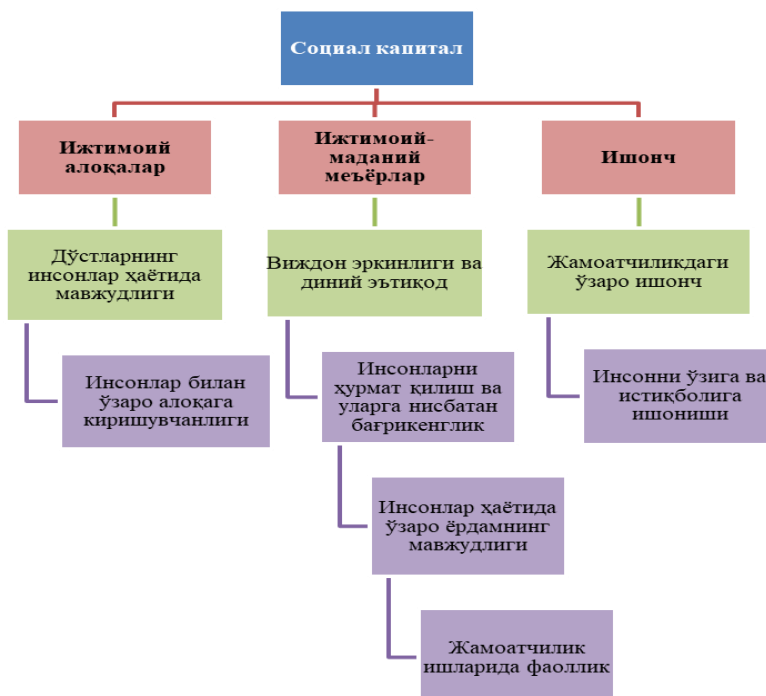 Социал капитал
Ижтимоий
алоқалар
Ижтимоий-
маданий
меъёрлар
Ишонч
Дўстларнинг
инсонлар ҳаётида
мавжудлиги
Виждон эркинлиги ва
диний эътиқод
Жамоатчиликдаги
ўзаро ишонч
Инсонлар билан
ўзаро алоқага
киришувчанлиги
Инсонларни
ҳурмат қилиш ва
уларга нисбатан
бағрикенглик
Инсонни ўзига ва
истиқболига
ишониши
Инсонлар ҳаётида
ўзаро ёрдамнинг
мавжудлиги
Жамоатчилик
ишларида фаоллик